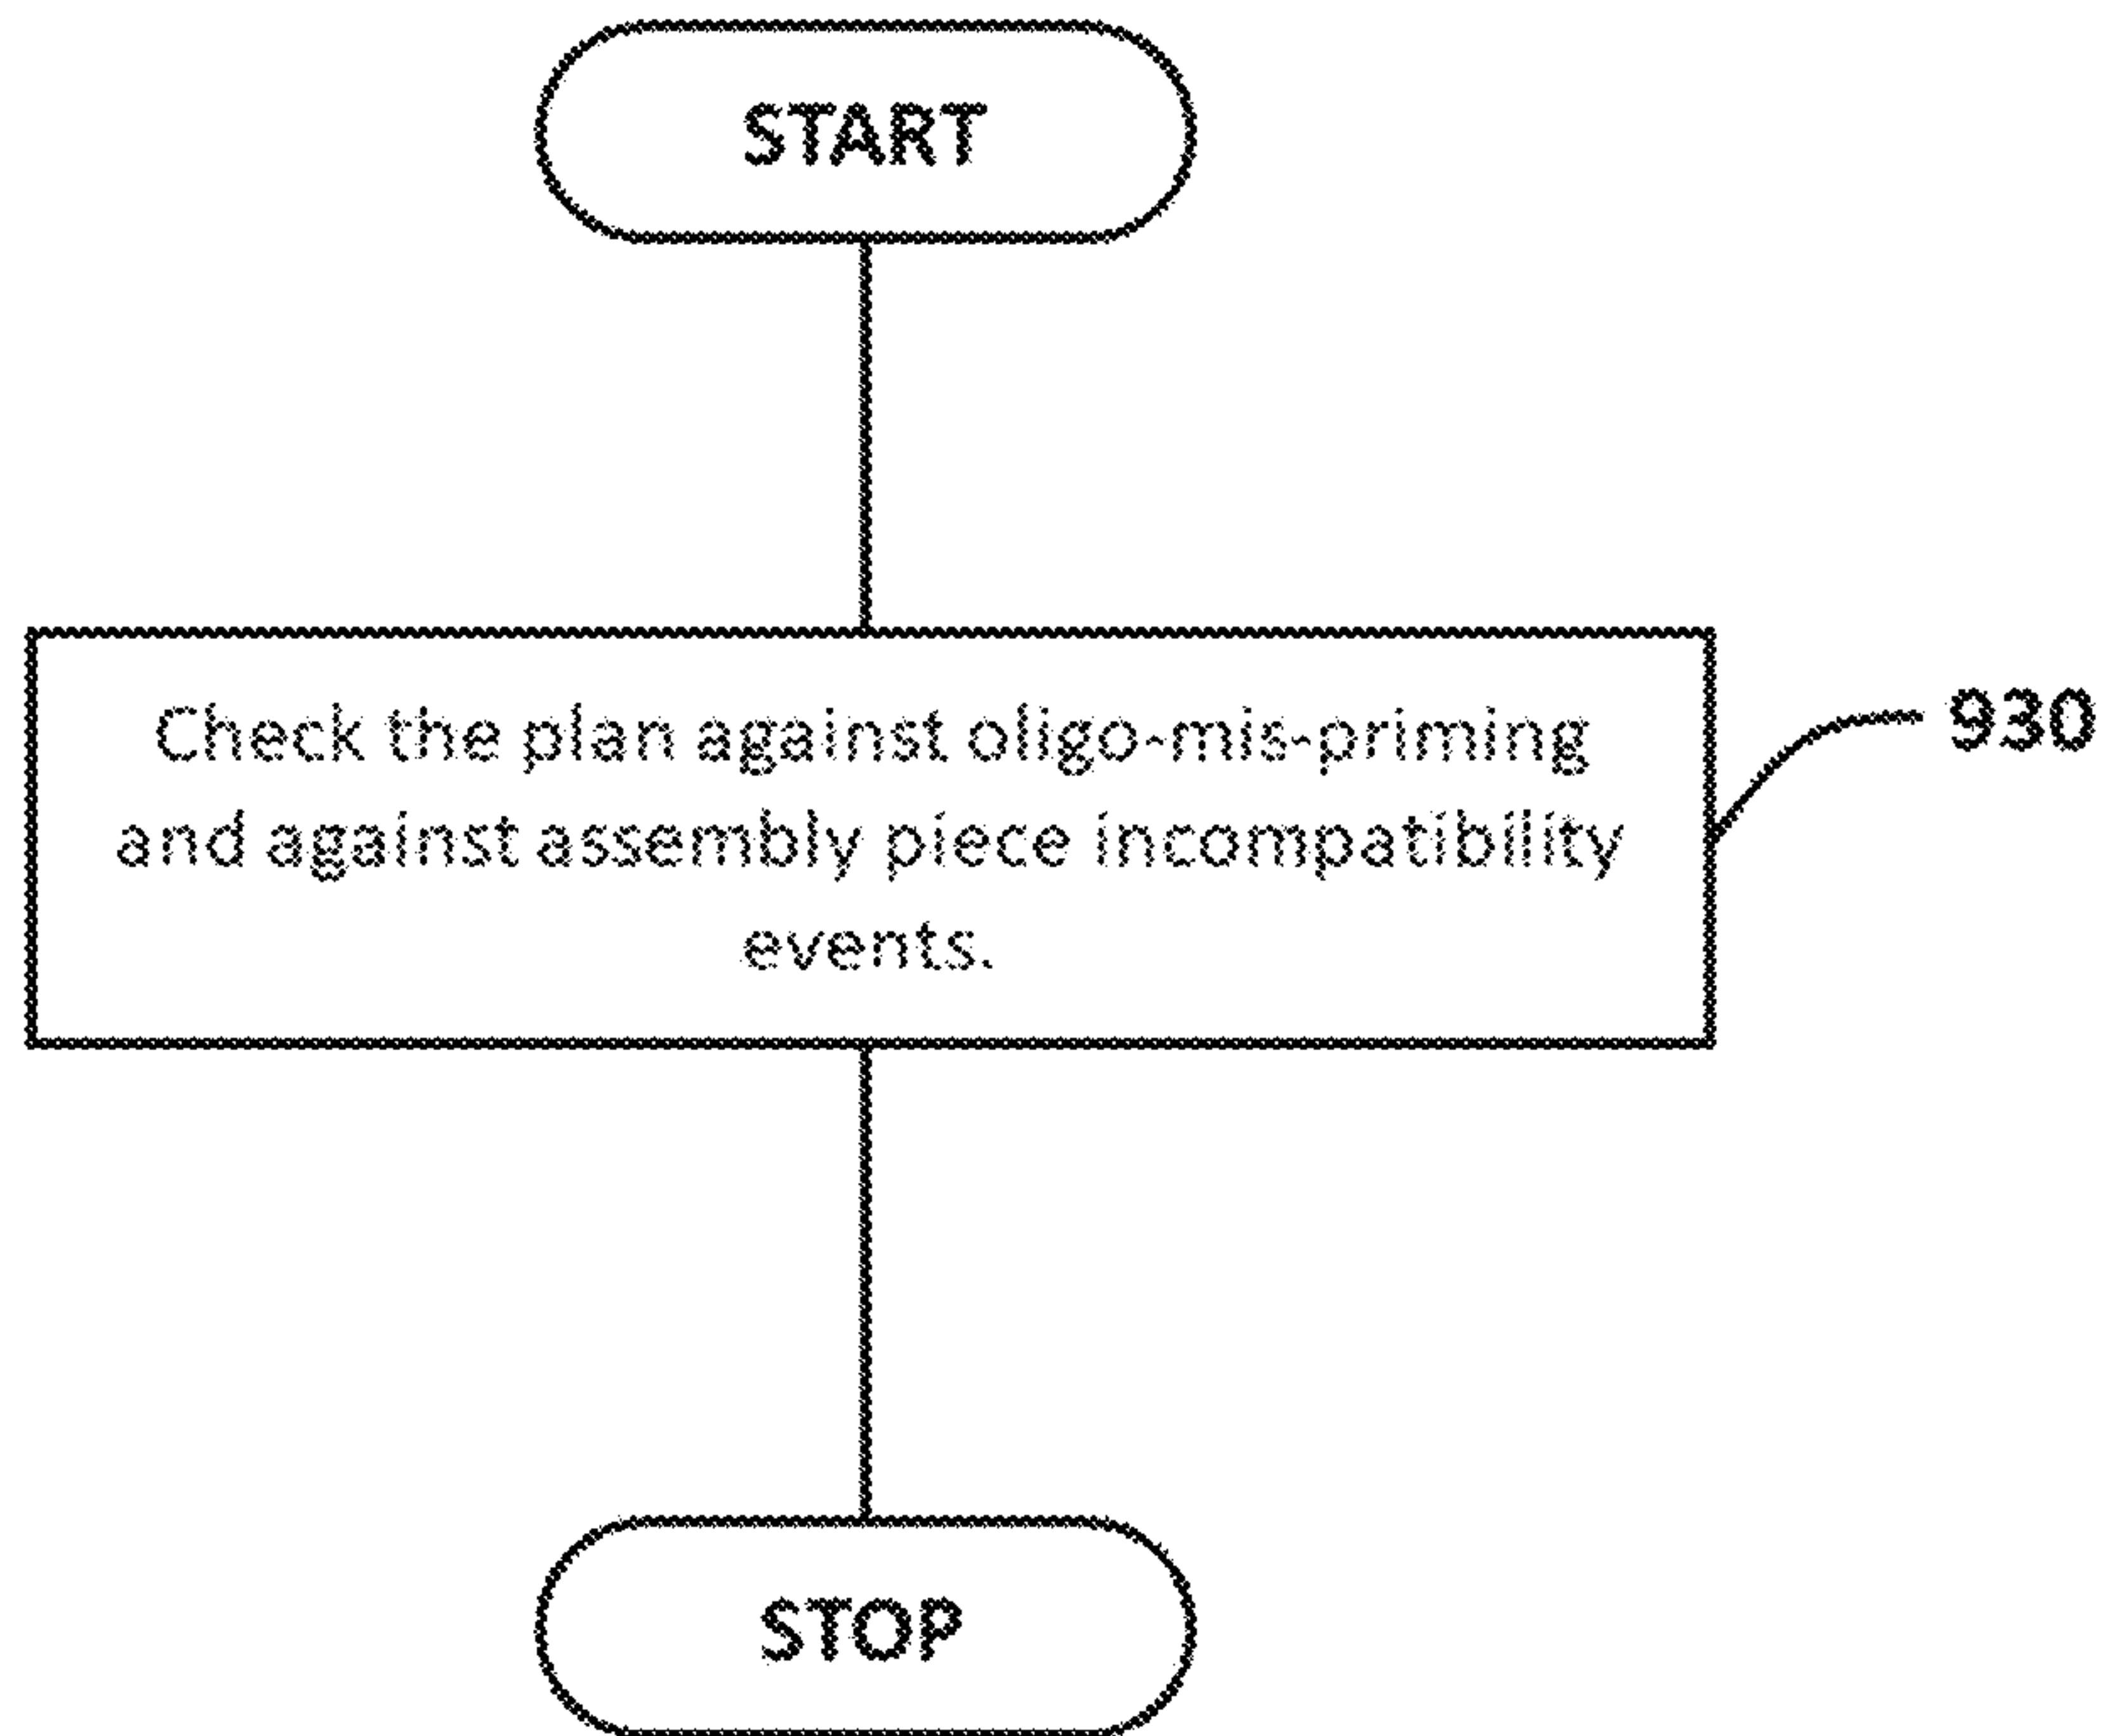 START
Check the plan against oligo-mis-priming
and against assembly piece incompatibility
events.
930
STOP